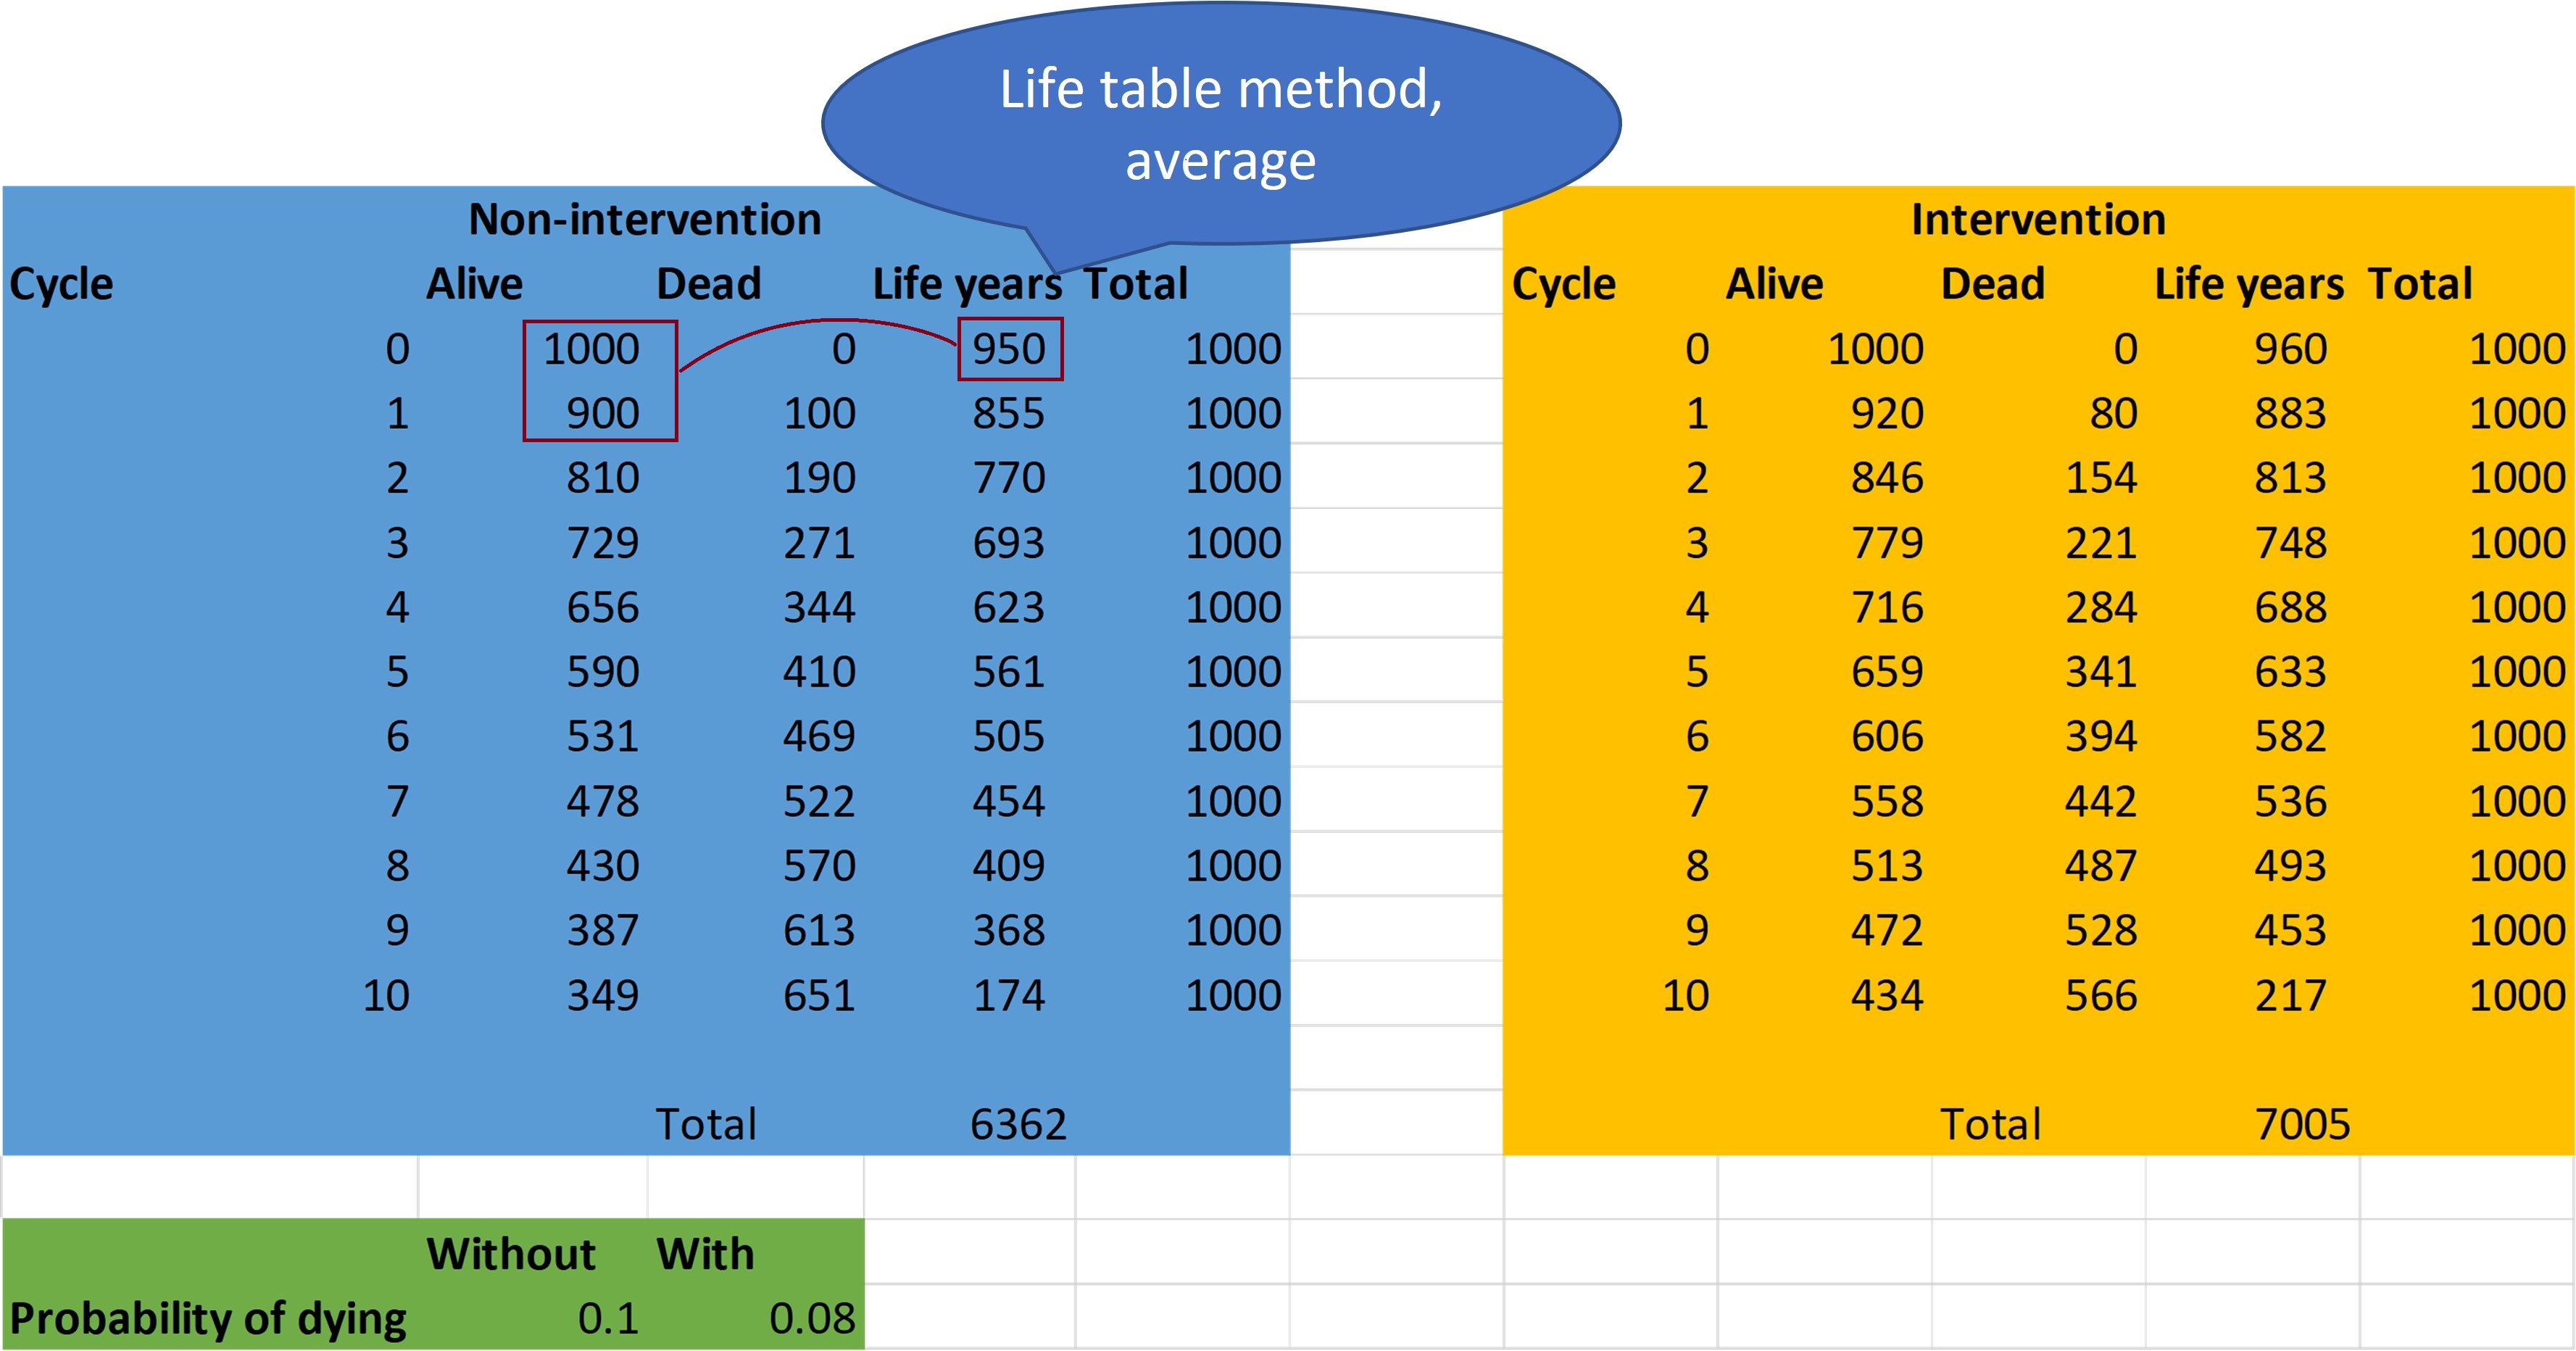 Life table method,
average
Non-intervention
Cycle Alive Dead Life years Total
0 1000 0 950 1000
1 900 100 855 1000
2 810 190 770 1000
3 729 271 693 1000
4 656 344 623 1000
5 590 410 561 1000
6 531 469 505 1000
7 478 522 454 1000
8 430 570 409 1000
9 387 613 368 1000
10 349 651 174 1000
Total 6362
Intervention
Cycle Alive Dead Life years Total
0 1000 0 960 1000
1 920 80 883 1000
2 846 154 813 1000
3 779 221 748 1000
4 716 284 688 1000
5 659 341 633 1000
6 606 394 582 1000
7 558 442 536 1000
8 513 487 493 1000
9 472 528 453 1000
10 434 566 217 1000
Total 7005
Without With
Probability of dying 0.1 0.08